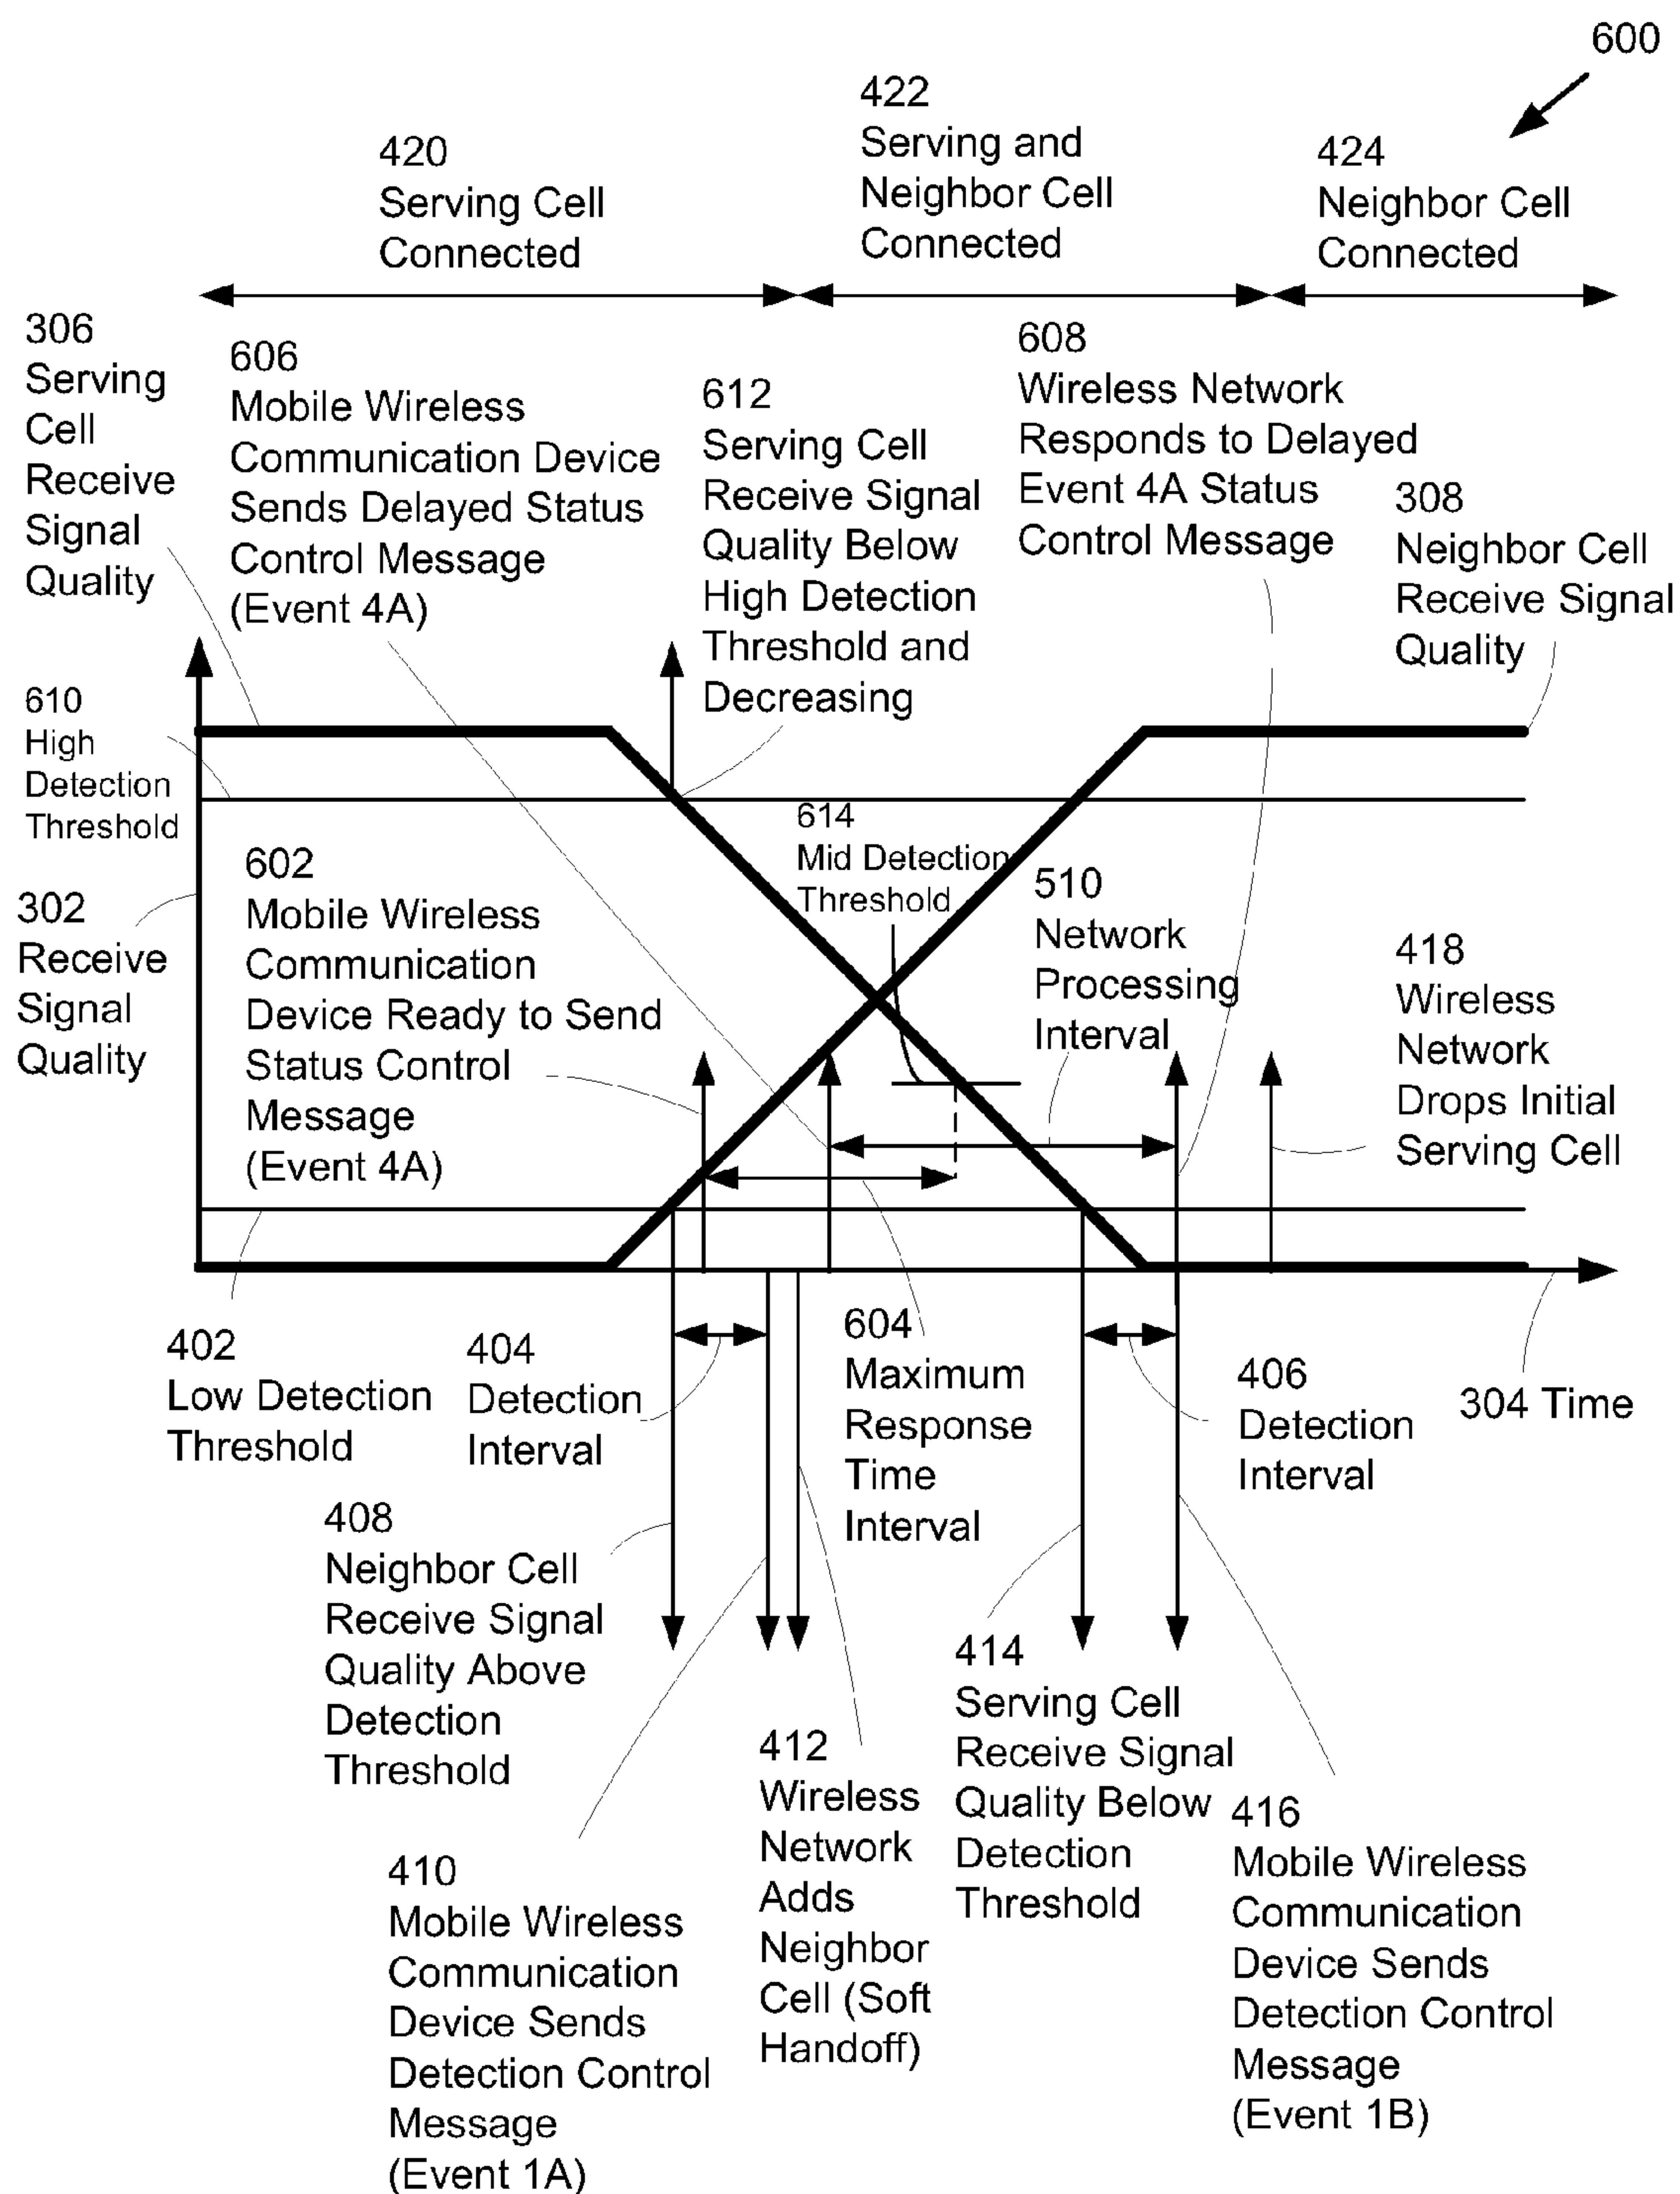 600
422
Serving and
Neighbor Cell
Connected
420
Serving Cell
Connected
424
Neighbor Cell
Connected
306
Serving
Cell
Receive
Signal
Quality
606
Mobile Wireless
Communication Device
Sends Delayed Status
Control Message
(Event 4A)
612
Serving Cell
Receive Signal
Quality Below
High Detection
Threshold and
Decreasing
608
Wireless Network
Responds to Delayed
Event 4A Status
Control Message
308
Neighbor Cell
Receive Signal
Quality
610
High
Detection
Threshold
614
Mid Detection
Threshold
602
Mobile Wireless
Communication
Device Ready to Send
Status Control
Message
(Event 4A)
302
Receive
Signal
Quality
510
Network
Processing
Interval
418
Wireless
Network
Drops Initial
Serving Cell
402
Low Detection
Threshold
404
Detection
Interval
604
Maximum
Response
Time
Interval
406
Detection
Interval
304 Time
408
Neighbor Cell
Receive Signal
Quality Above
Detection
Threshold
410
Mobile Wireless
Communication
Device Sends
Detection Control
Message
(Event 1A)
412
Wireless
Network
Adds
Neighbor
Cell (Soft
Handoff)
414
Serving Cell
Receive Signal
Quality Below
Detection
Threshold
416
Mobile Wireless
Communication
Device Sends
Detection Control
Message
(Event 1B)